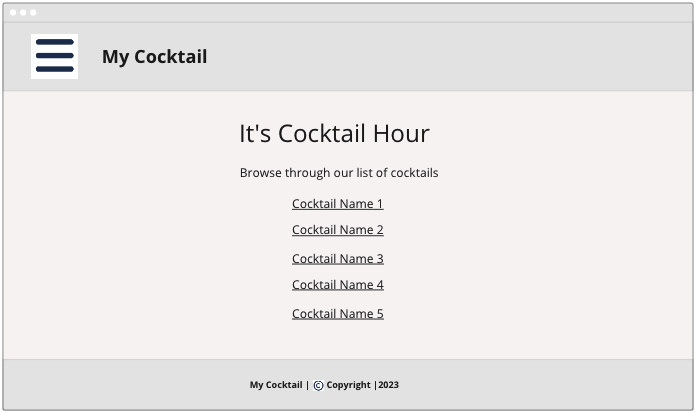 My Cocktail
It's Cocktail Hour
Browse through our list of cocktails
Cocktail Name 1
Cocktail Name 2
Cocktail Name 3
Cocktail Name 4
Cocktail Name 5
My Cocktail | © Copyright |2023